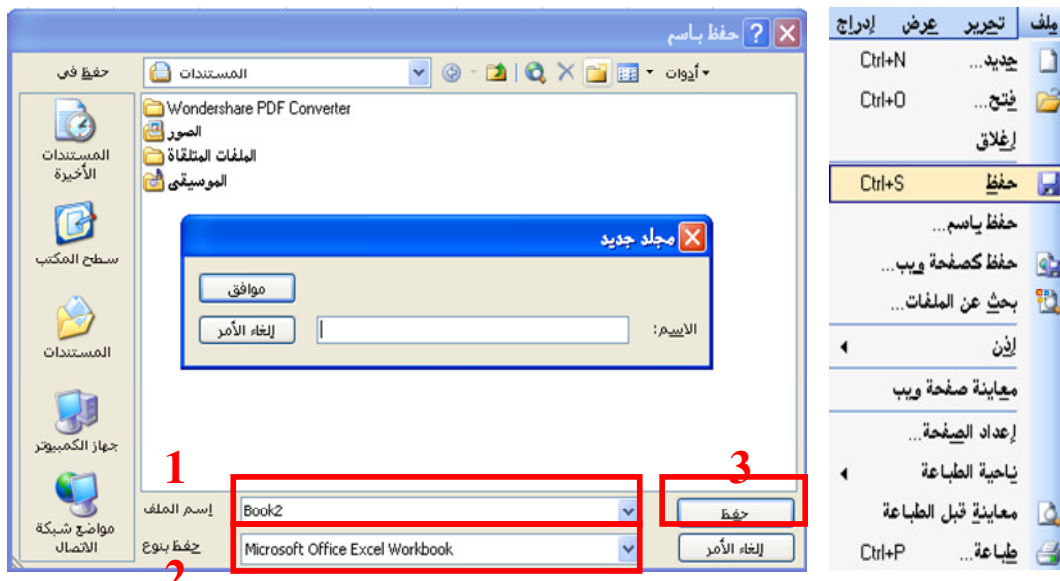 حفظ باسم
حفظ في
المستندات
أدوات
Wondershare PDF Converter
الصور
الملفات المتلقاة
الموسيقى
المستندات الأخيرة
سطح المكتب
المستندات
جهاز الكمبيوتر
مواضع شبكة الاتصال
مجلد جديد
موافق
الاسم:
إلغاء الأمر
1
إسم الملف
Book2
3
حفظ
2
حفظ بنوع
Microsoft Office Excel Workbook
إلغاء الأمر
ملف تحرير عرض إدراج
جديد... Ctrl+N
فتح... Ctrl+O
إغلاق
حفظ Ctrl+S
حفظ باسم...
حفظ كصفحة ويب...
بحث عن الملفات...
إذن
معاينة صفحة ويب
إعداد الصفحة...
ناحية الطباعة
معاينة قبل الطباعة
طباعة... Ctrl+P